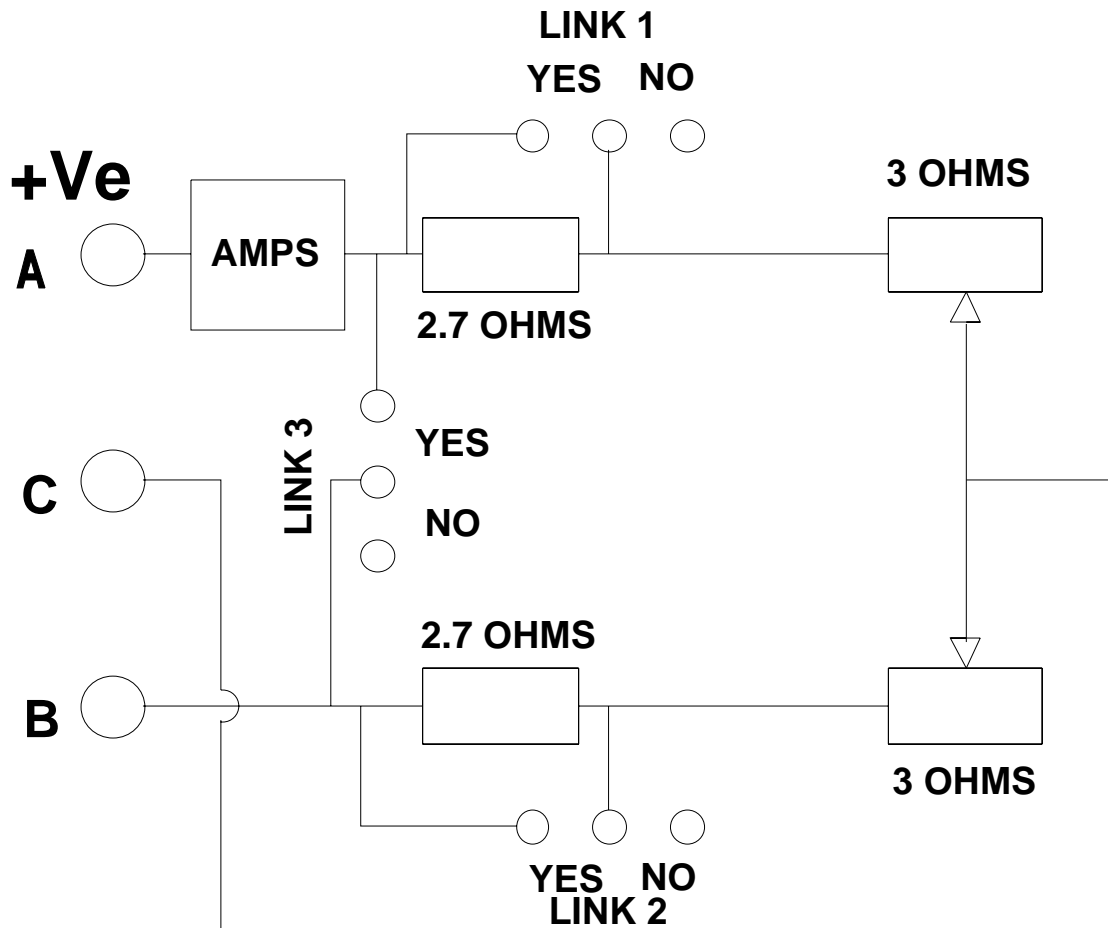 LINK 1
YES NO
+Ve
3 OHMS
A
AMPS
2.7 OHMS
LINK 3
YES
C
NO
2.7 OHMS
B
3 OHMS
YES NO
LINK 2